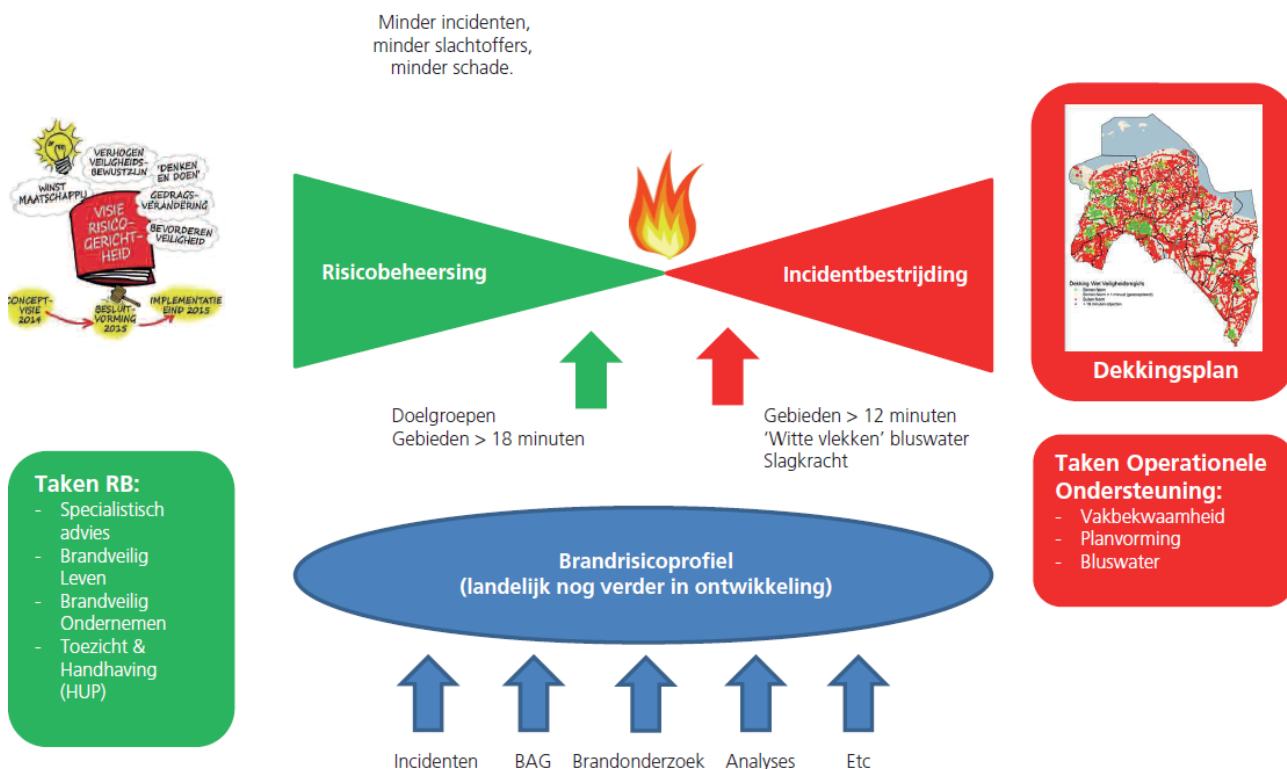 Minder incidenten,
minder slachtoffers,
minder schade.
VERHOGEN
VEILIGHEIDS-
BEWUSTZIJN
'DENKEN
EN DOEN'
WINST
MAATSCHAPPIJ
GEDRAGS-
VERANDERING
VISIE
RISICO-
GERICHT-
HEID
BEVORDEREN
VEILIGHEID
CONCEPT-
VISIE
2014
BESLUIT-
VORMING
2015
IMPLEMENTATIE
EIND 2015
Risicobeheersing
Incidentbestrijding
Dekking Wet Veiligheidsregio's
Dekkingsplan
Doelgroepen
Gebieden > 18 minuten
Gebieden > 12 minuten
'Witte vlekken' bluswater
Slagkracht
Taken RB:
- Specialistisch
advies
- Brandveilig
Leven
- Brandveilig
Ondernemen
- Toezicht &
Handhaving
(HUP)
Taken Operationele
Ondersteuning:
- Vakbekwaamheid
- Planvorming
- Bluswater
Brandrisicoprofiel
(landelijk nog verder in ontwikkeling)
Incidenten
BAG
Brandonderzoek
Analyses
Etc